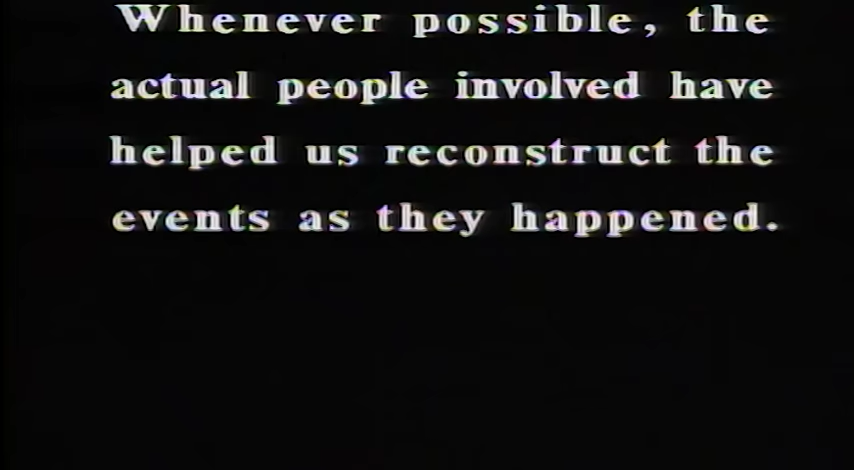 Whenever possible, the
actual people involved have
helped us reconstruct the
events as they happened.